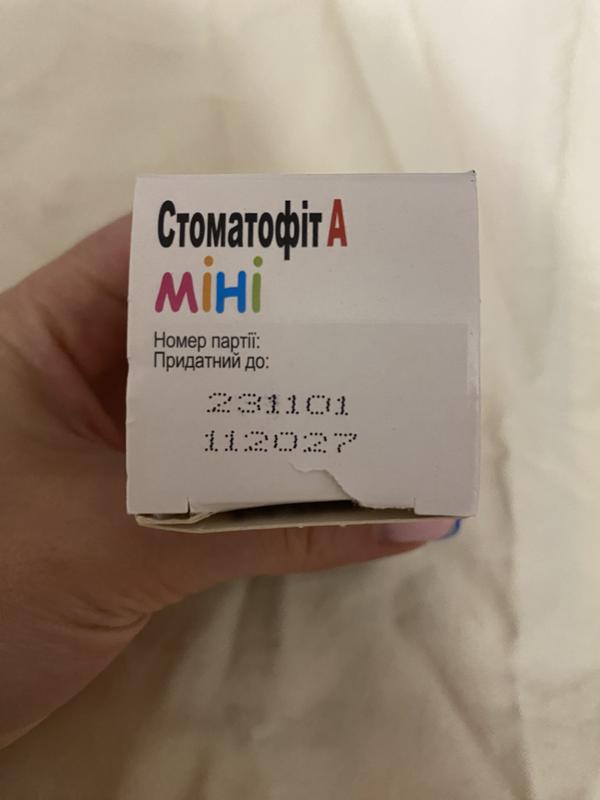 Стоматофіт А
міні
Номер партії:
Придатний до:
231101
112027